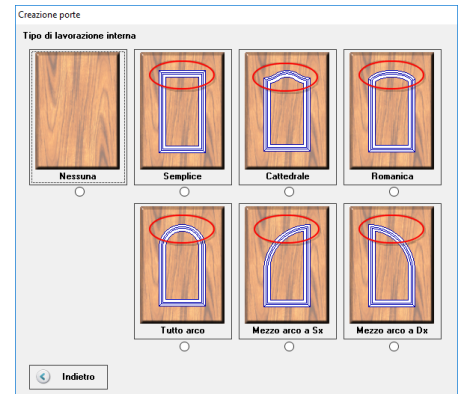 Creazione porte
Tipo di lavorazione interna
Nessuna
Semplice
Cattedrale
Romanica
Tutto arco
Mezzo arco a Sx
Mezzo arco a Dx
Indietro